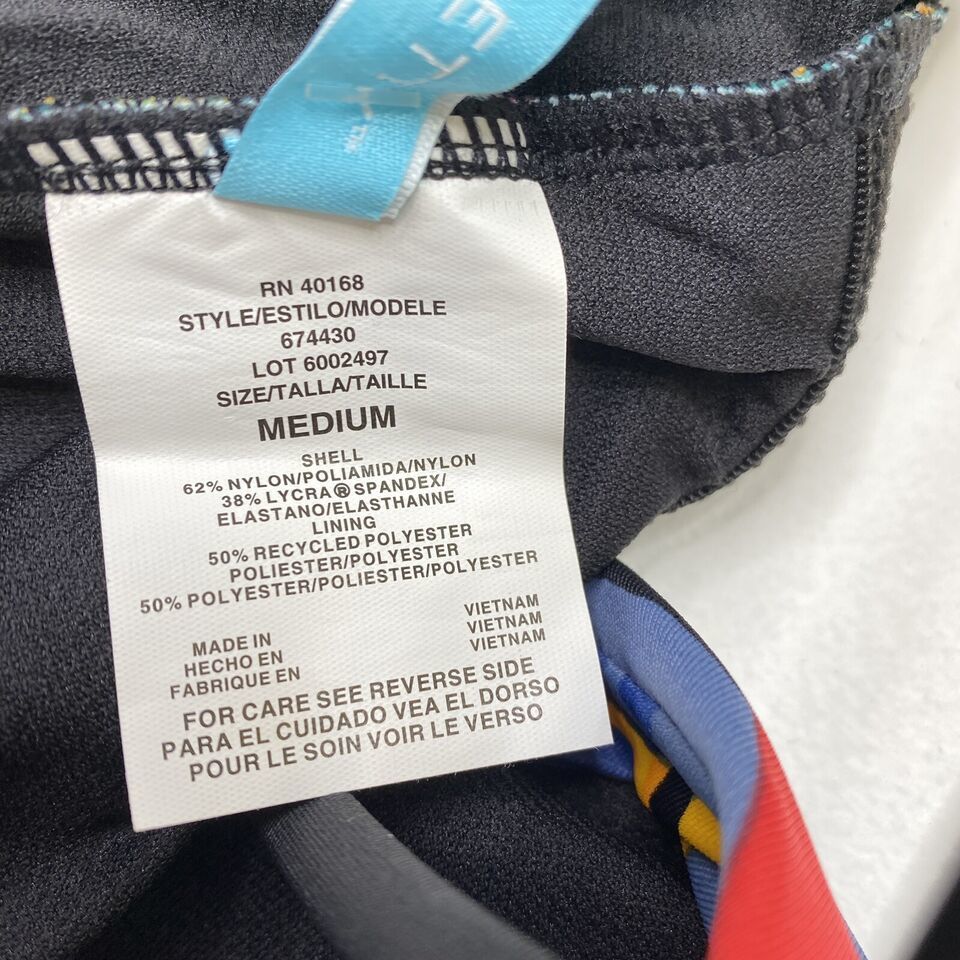 RN 40168
STYLE/ESTILO/MODELE
674430
LOT 6002497
SIZE/TALLA/TAILLE
MEDIUM
SHELL
62% NYLON/POLIAMIDA/NYLON
38% LYCRA® SPANDEX/
ELASTANO/ELASTHANNE
LINING
50% RECYCLED POLYESTER
POLIESTER/POLYESTER
50% POLYESTER/POLIESTER/POLYESTER
MADE IN VIETNAM
HECHO EN VIETNAM
FABRIQUE EN VIETNAM
FOR CARE SEE REVERSE SIDE
PARA EL CUIDADO VEA EL DORSO
POUR LE SOIN VOIR LE VERSO